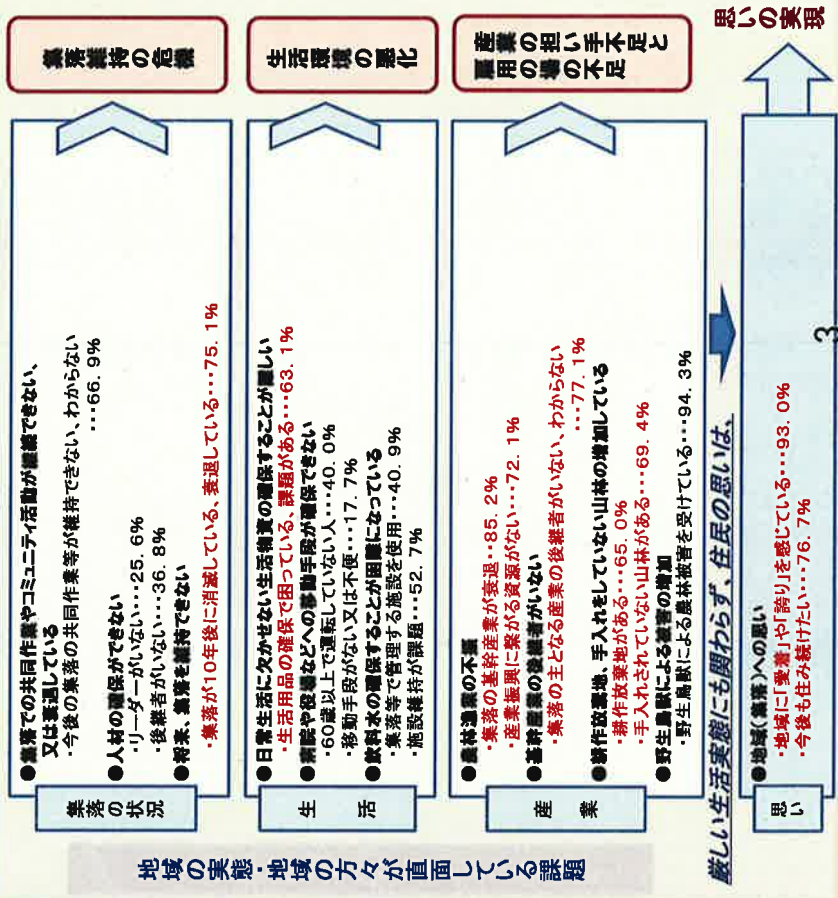 地域の実態・地域の方々が直面している課題
集落の状況
●集落での共同作業やコミュニティ活動が継続できない、
又は衰退している
・今後の集落の共同作業等が維持できない、わからない
・・・66.9%
●人材の確保ができない
・リーダーがいない・・・25.6%
・後継者がいない・・・36.8%
●将来、集落を維持できない
・集落が10年後に消滅している、衰退している・・・75.1%
集落維持の危機
生活
●日常生活に欠かせない生活物資の確保することが難しい
・生活用品の確保で困っている、課題がある・・・63.1%
●病院や役場などへの移動手段が確保できない
・60歳以上で運転していない人・・・40.0%
・移動手段がない又は不便・・・17.7%
●飲料水の確保することが困難になっている
・集落等で管理する施設を使用・・・40.9%
・施設維持が課題・・・52.7%
生活環境の悪化
産業
●農林漁業の不振
・集落の基幹産業が衰退・・・85.2%
・産業振興に繋がる資源がない・・・72.1%
●基幹産業の後継者がいない
・集落の主となる産業の後継者がいない、わからない
・・・77.1%
●耕作放棄地、手入れをしていない山林の増加している
・耕作放棄地がある・・・65.0%
・手入れされていない山林がある・・・69.4%
●野生鳥獣による被害の増加
・野生鳥獣による農林被害を受けている・・・94.3%
産業の担い手不足と
雇用の場の不足
厳しい生活実態にも関わらず、住民の思いは、
思い
●地域(集落)への思い
・地域に「愛着」や「誇り」を感じている・・・93.0%
・今後も住み続けたい・・・76.7%
思いの実現
3